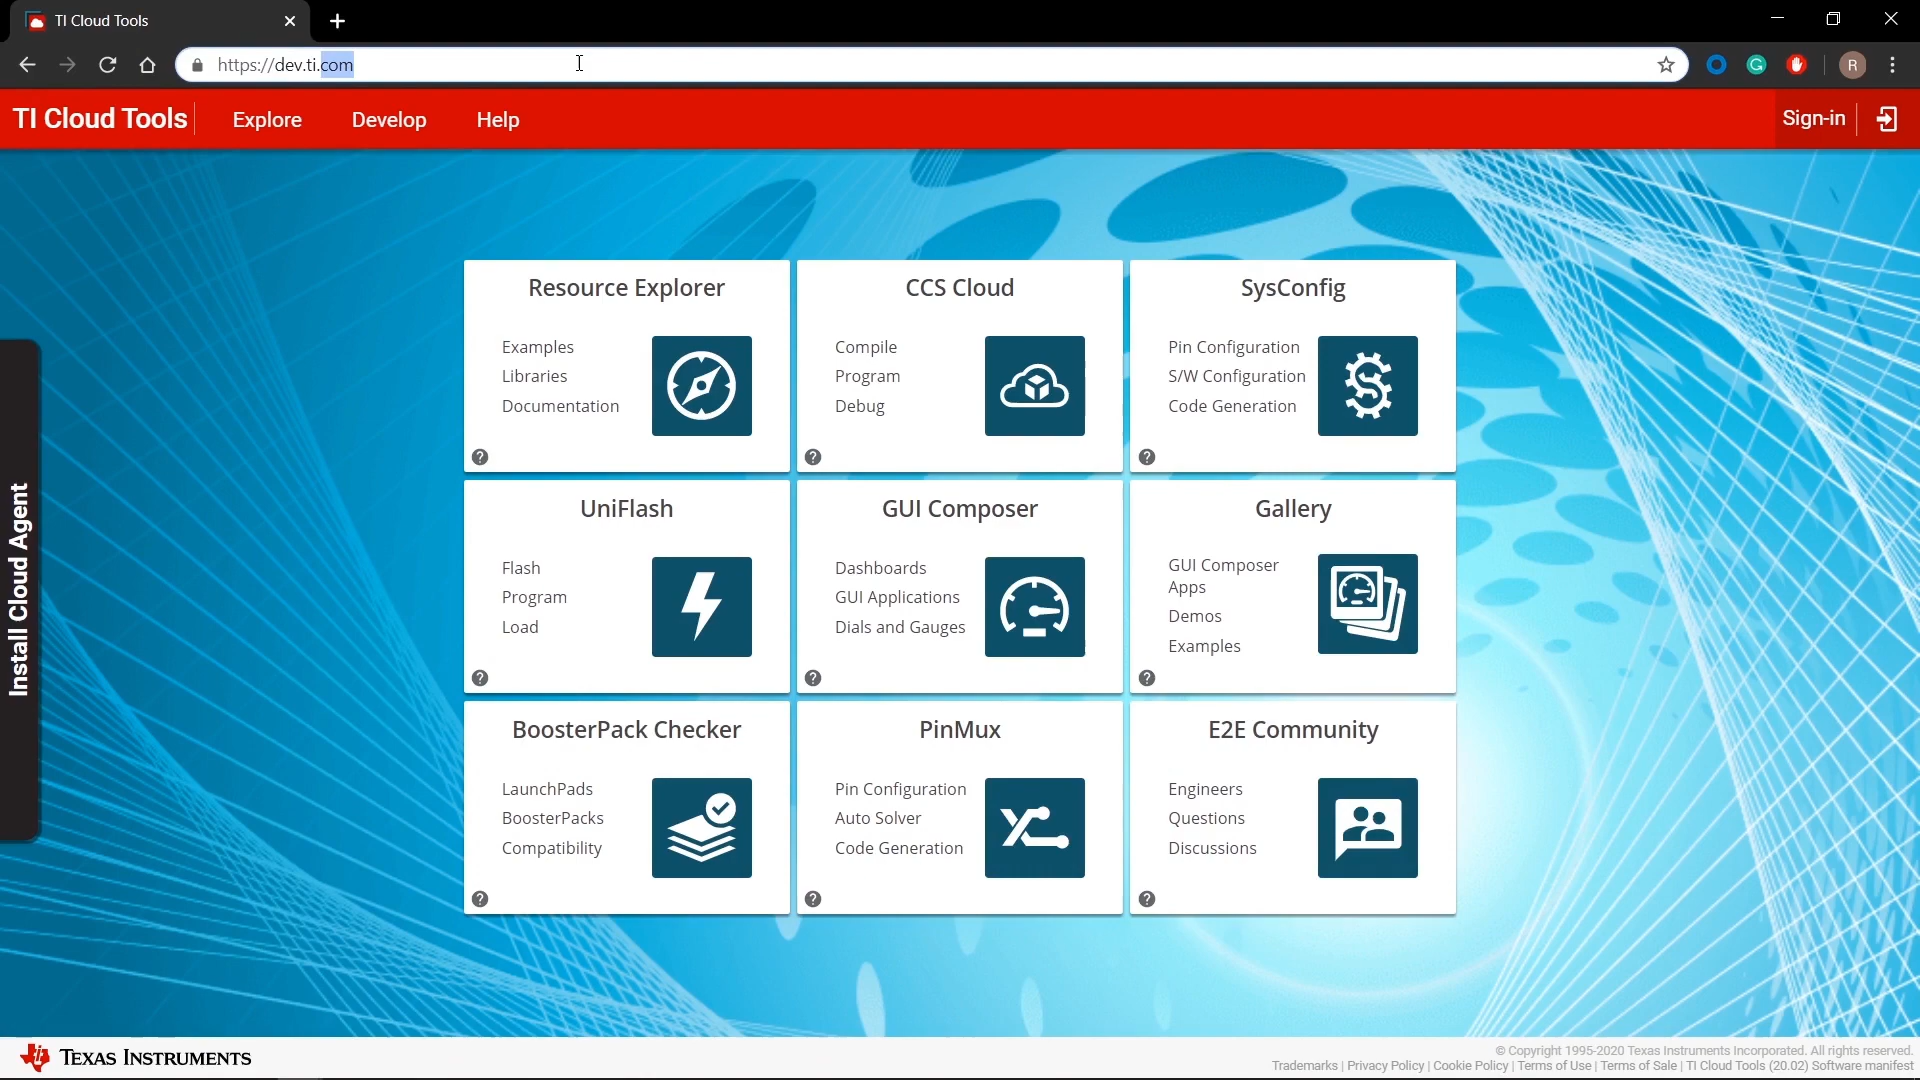 TI Cloud Tools
https://dev.ti.com
R
TI Cloud Tools
Explore
Develop
Help
Sign-in
Install Cloud Agent
Resource Explorer
Examples
Libraries
Documentation
CCS Cloud
Compile
Program
Debug
SysConfig
Pin Configuration
S/W Configuration
Code Generation
UniFlash
Flash
Program
Load
GUI Composer
Dashboards
GUI Applications
Dials and Gauges
Gallery
GUI Composer
Apps
Demos
Examples
BoosterPack Checker
LaunchPads
BoosterPacks
Compatibility
PinMux
Pin Configuration
Auto Solver
Code Generation
E2E Community
Engineers
Questions
Discussions
TEXAS INSTRUMENTS
© Copyright 1995-2020 Texas Instruments Incorporated. All rights reserved.
Trademarks | Privacy Policy | Cookie Policy | Terms of Use | Terms of Sale | TI Cloud Tools (20.02) Software manifest